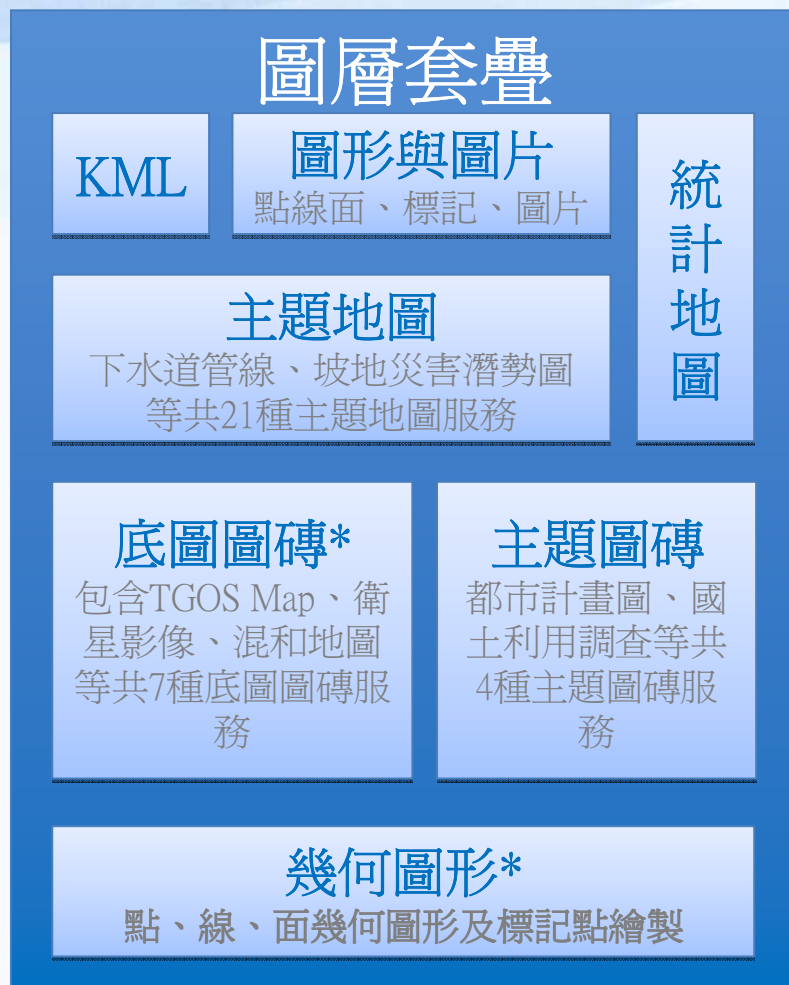 圖層套疊
KML
圖形與圖片
點線面、標記、圖片
統
計
地
圖
主題地圖
下水道管線、坡地災害潛勢圖
等共21種主題地圖服務
底圖圖磚*
包含TGOS Map、衛
星影像、混和地圖
等共7種底圖圖磚服
務
主題圖磚
都市計畫圖、國
土利用調查等共
4種主題圖磚服
務
幾何圖形*
點、線、面幾何圖形及標記點繪製